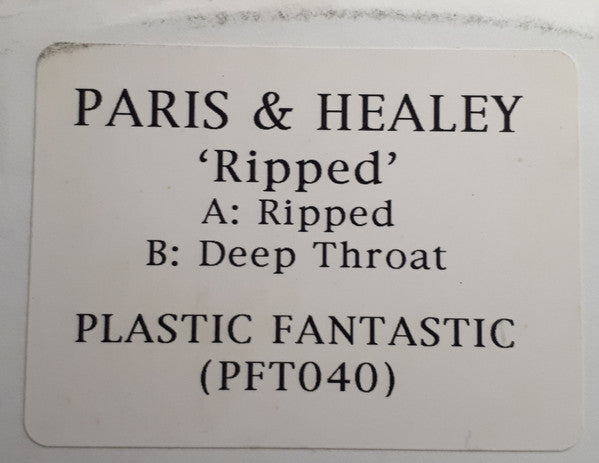 PARIS & HEALEY
‘Ripped’
A: Ripped
B: Deep Throat
PLASTIC FANTASTIC
(PFT040)